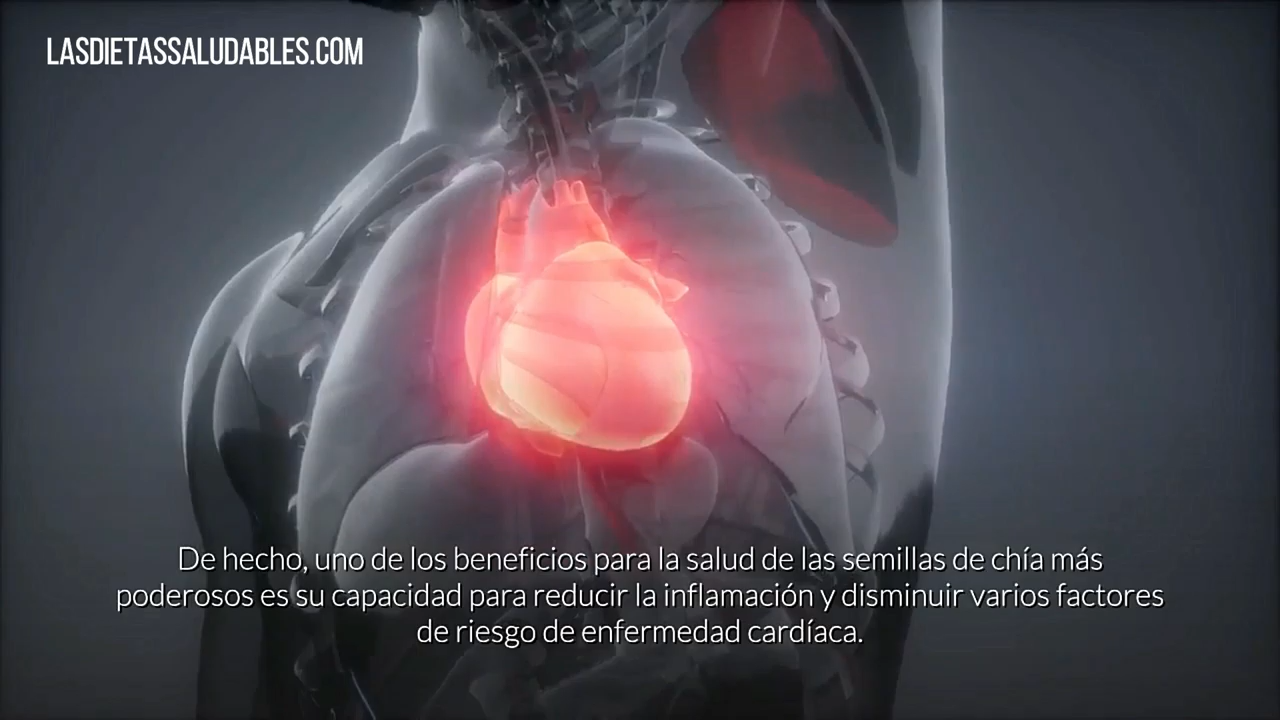 LASDIETASSALUDABLES.COM
De hecho, uno de los beneficios para la salud de las semillas de chía más
poderosos es su capacidad para reducir la inflamación y disminuir varios factores
de riesgo de enfermedad cardíaca.